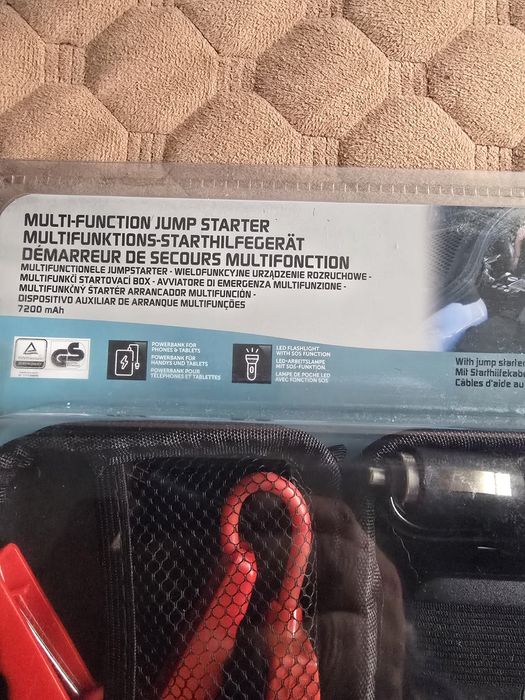 MULTI-FUNCTION JUMP STARTER
MULTIFUNKTIONS-STARTHILFEGERÄT
DÉMARREUR DE SECOURS MULTIFONCTION
MULTIFUNCTIONELE JUMPSTARTER - WIELOFUNKCYJNE URZĄDZENIE ROZRUCHOWE -
MULTIFUNKČÍ STARTOVACÍ BOX - AVVIATORE DI EMERGENZA MULTIFUNZIONE -
MULTIFUNKČNÝ ŠTARTÉR ARRANCADOR MULTIFUNCIÓN -
DISPOSITIVO AUXILIAR DE ARRANQUE MULTIFUNÇÕES
7200 mAh
GS
POWERBANK FOR
PHONES & TABLETS
POWERBANK FÜR
HANDYS UND TABLETS
POWERBANK POUR
TÉLÉPHONES ET TABLETTES
LED FLASHLIGHT
WITH SOS FUNCTION
LED-ARBEITSLAMPE
MIT SOS-FUNKTION
LAMPE DE POCHE LED
AVEC FONCTION SOS
With jump starte
Mit Starthilfekabe
Câbles d'aide au